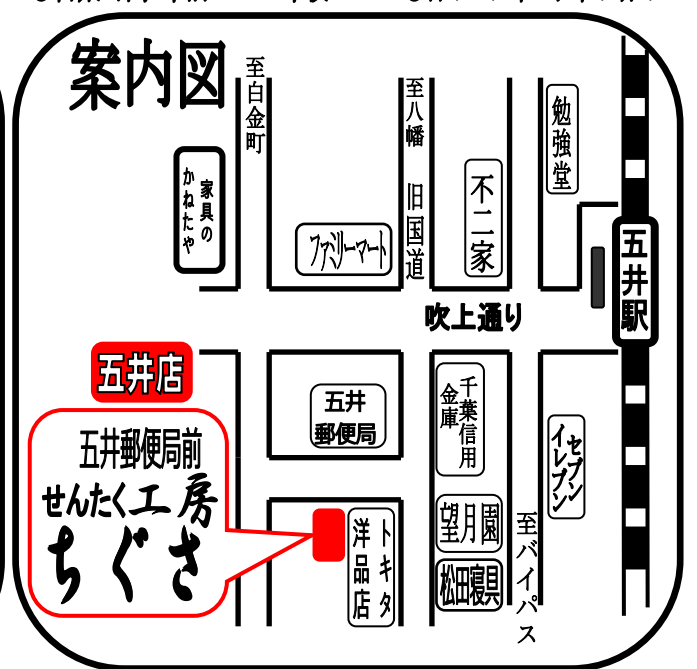 案内図
至白金町
至八幡 旧国道
勉強堂
家具の
かねたや
ファミリーマート
不二家
五井駅
吹上通り
五井店
五井
郵便局
千葉信用
金庫
セブン
イレブン
五井郵便局前
せんたく工房
ちぐさ
トキタ
洋品店
望月園
松田寝具
至バイパス